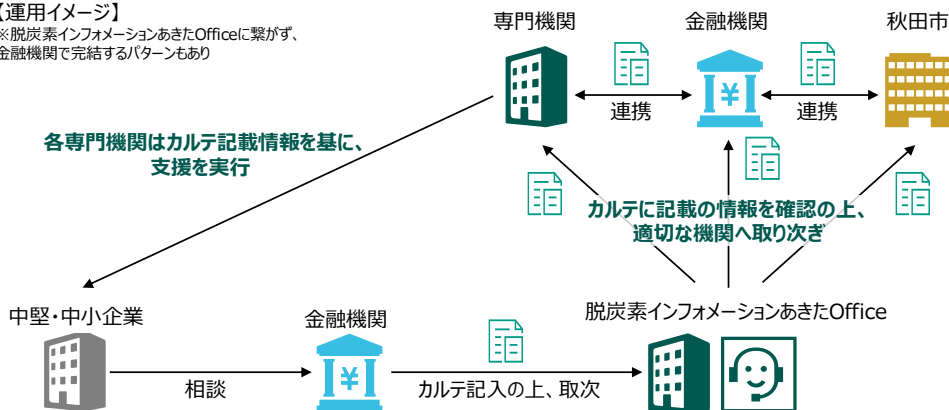 【運用イメージ】
※脱炭素インフォメーションあきたOfficeに繋がず、
金融機関で完結するパターンもあり
専門機関
金融機関
秋田市
連携
連携
各専門機関はカルテ記載情報を基に、
支援を実行
カルテに記載の情報を確認の上、
適切な機関へ取り次ぎ
中堅・中小企業
金融機関
脱炭素インフォメーションあきたOffice
相談
カルテ記入の上、取次
¥
¥